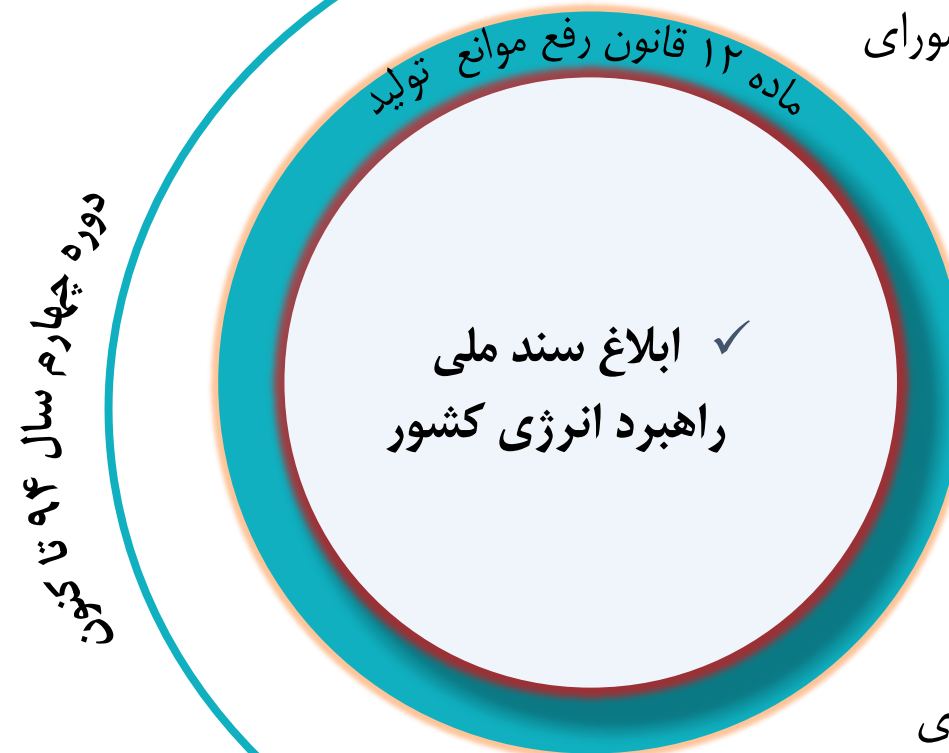 ماده ۱۲ قانون رفع موانع تولید
✓ ابلاغ سند ملی
راهبرد انرژی کشور
دوره چهارم سال ۹۴ تا کنون